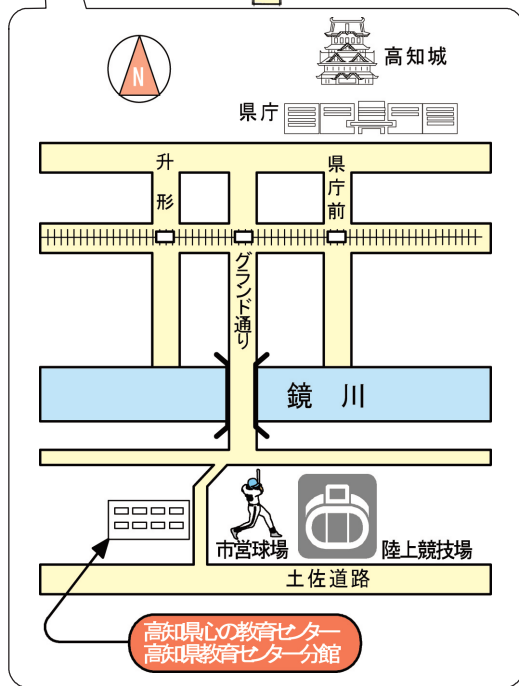 N
高知城
県庁
升形
県庁前
グランド通り
鏡川
市営球場
陸上競技場
土佐道路
高知県心の教育センター
高知県教育センター分館